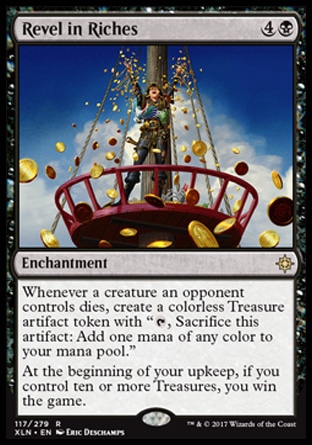 Revel in Riches 4
Enchantment
Whenever a creature an opponent
controls dies, create a colorless Treasure
artifact token with “, Sacrifice this
artifact: Add one mana of any color to
your mana pool.”
At the beginning of your upkeep, if you
control ten or more Treasures, you win
the game.
117/279 R
XLN • EN Eric Deschamps
™ & © 2017 Wizards of the Coast